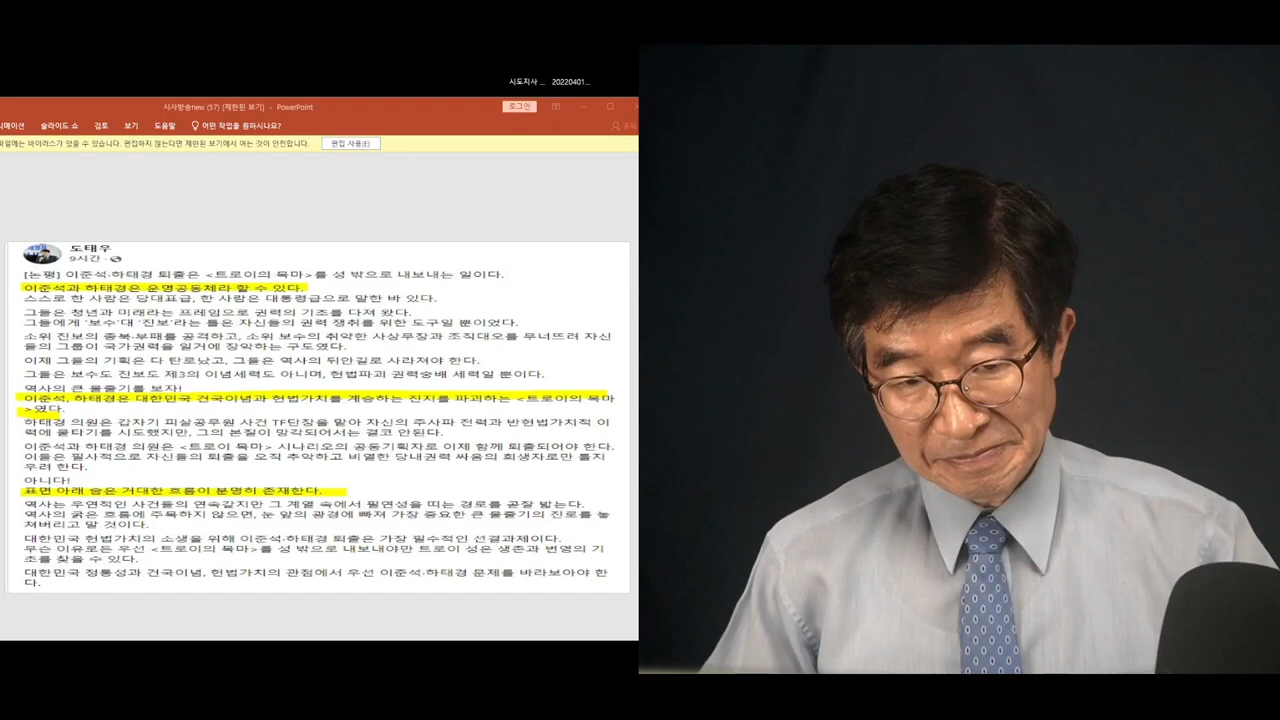 시도지사 ... 20220401...
시사방송new (57) [제한된 보기] - PowerPoint 로그인
슬라이드 쇼 검토 보기 도움말 어떤 작업을 원하시나요? 공유
파일에는 바이러스가 있을 수 있습니다. 편집하지 않는다면 제한된 보기에서 여는 것이 안전합니다. 편집 사용(E)
도태우
9시간 ·
[논평] 이준석·하태경 퇴출은 <트로이의 목마>를 성 밖으로 내보내는 일이다.
이준석과 하태경은 운명공동체라 할 수 있다.
스스로 한 사람은 당대표급, 한 사람은 대통령급으로 말한 바 있다.
그들은 청년과 미래라는 프레임으로 권력의 기초를 다져 왔다.
그들에게 '보수'대 '진보'라는 틀은 자신들의 권력 쟁취를 위한 도구일 뿐이었다.
소위 진보의 종북·부패를 공격하고, 소위 보수의 취약한 사상무장과 조직대오를 무너뜨려 자신
들의 그룹이 국가권력을 일거에 장악하는 구도였다.
이제 그들의 기획은 다 탄로났고, 그들은 역사의 뒤안길로 사라져야 한다.
그들은 보수도 진보도 제3의 이념세력도 아니며, 헌법파괴 권력숭배 세력일 뿐이다.
역사의 큰 물줄기를 보자!
이준석, 하태경은 대한민국 건국이념과 헌법가치를 계승하는 진지를 파괴하는 <트로이의 목마
>였다.
하태경 의원은 갑자기 피살공무원 사건 TF단장을 맡아 자신의 주사파 전력과 반헌법가치적 이
력에 물타기를 시도했지만, 그의 본질이 망각되어서는 결코 안된다.
이준석과 하태경 의원은 <트로이 목마> 시나리오의 공동기획자로 이제 함께 퇴출되어야 한다.
이들은 필사적으로 자신들의 퇴출을 오직 추악하고 비열한 당내권력 싸움의 희생자로만 틀지
우려 한다.
아니다!
표면 아래 숨은 거대한 흐름이 분명히 존재한다.
역사는 우연적인 사건들의 연속같지만 그 계열 속에서 필연성을 띠는 경로를 곧잘 밟는다.
역사의 굵은 흐름에 주목하지 않으면, 눈 앞의 광경에 빠져 가장 중요한 큰 물줄기의 진로를 놓
쳐버리고 말 것이다.
대한민국 헌법가치의 소생을 위해 이준석·하태경 퇴출은 가장 필수적인 선결과제이다.
무슨 이유로든 우선 <트로이의 목마>를 성 밖으로 내보내야만 트로이 성은 생존과 번영의 기
초를 찾을 수 있다.
대한민국 정통성과 건국이념, 헌법가치의 관점에서 우선 이준석·하태경 문제를 바라보아야 한
다.